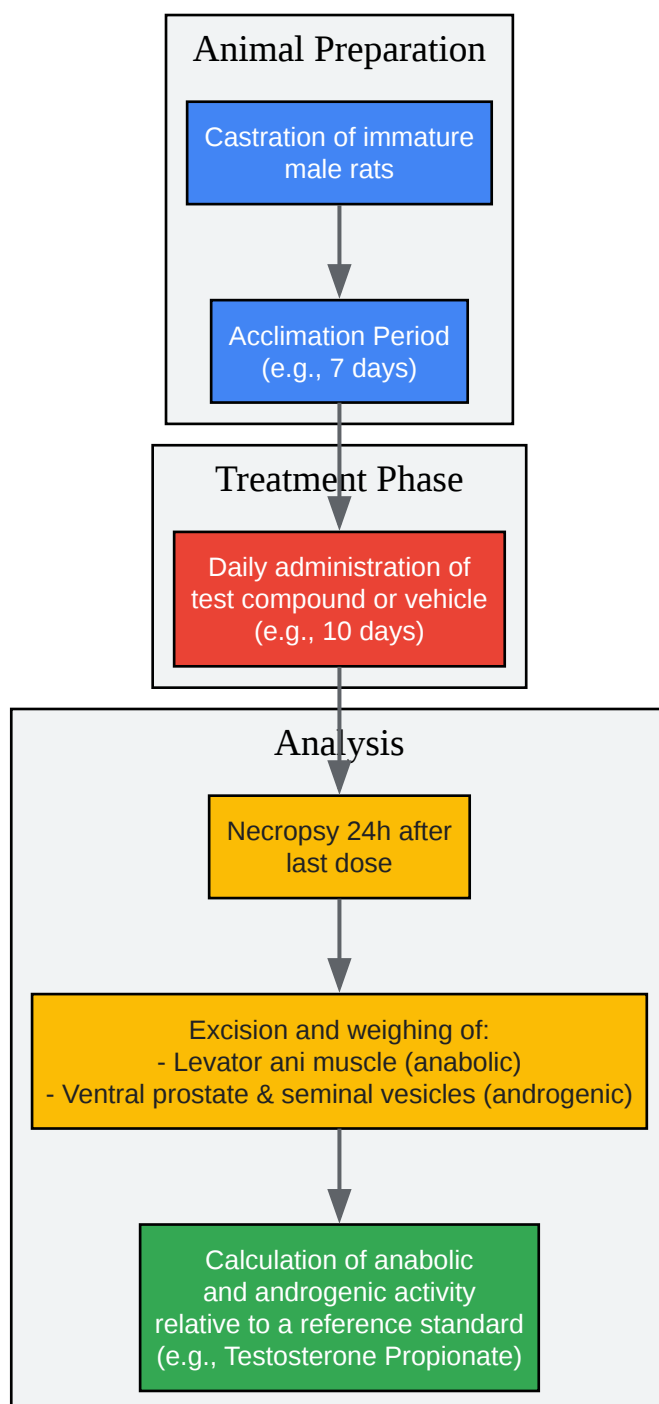 Animal Preparation
Castration of immature
male rats
Acclimation Period
(e.g., 7 days)
Treatment Phase
Daily administration of
test compound or vehicle
(e.g., 10 days)
Analysis
Necropsy 24h after
last dose
Excision and weighing of:
- Levator ani muscle (anabolic)
- Ventral prostate & seminal vesicles (androgenic)
Calculation of anabolic
and androgenic activity
relative to a reference standard
(e.g., Testosterone Propionate)